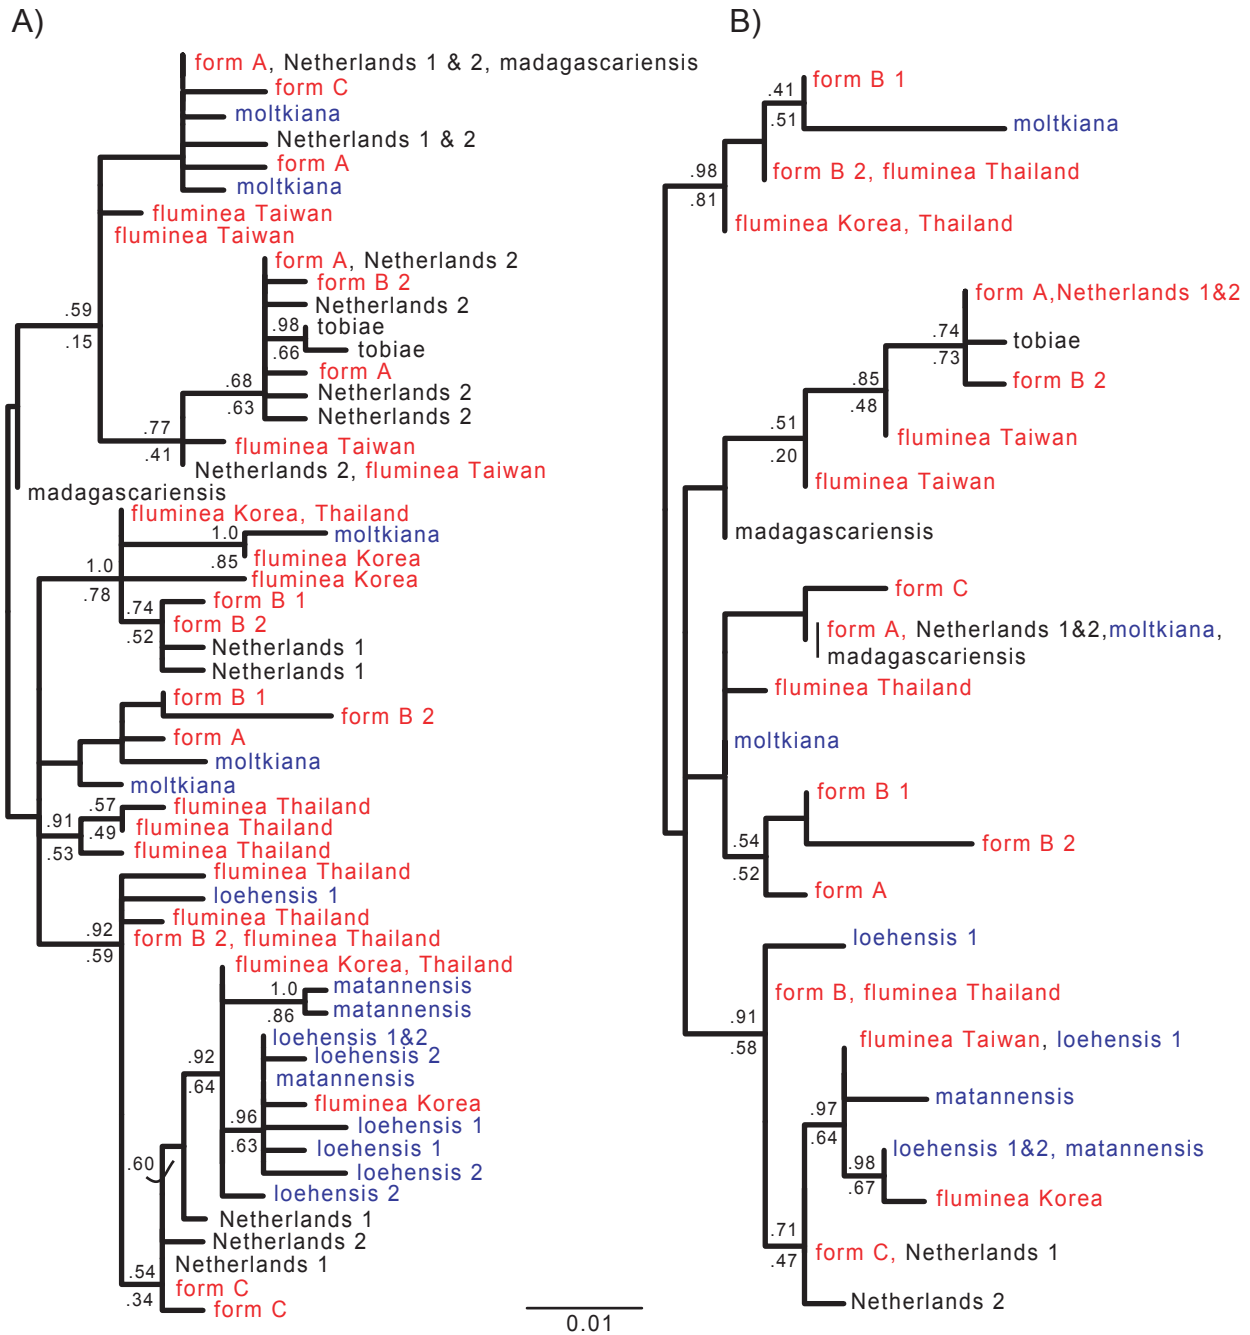 A)
form A, Netherlands 1 & 2, madagascariensis
form C
moltkiana
Netherlands 1 & 2
form A
moltkiana
fluminea Taiwan
fluminea Taiwan
form A, Netherlands 2
form B 2
Netherlands 2
.59
.98
tobiae
.15
.66
tobiae
form A
.68
Netherlands 2
.63
Netherlands 2
.77
fluminea Taiwan
.41
Netherlands 2, fluminea Taiwan
madagascariensis
fluminea Korea, Thailand
1.0
moltkiana
.85
fluminea Korea
1.0
fluminea Korea
.78
.74
form B 1
form B 2
.52
Netherlands 1
Netherlands 1
form B 1
form B 2
form A
moltkiana
moltkiana
.57
fluminea Thailand
.91
.49
fluminea Thailand
.53
fluminea Thailand
fluminea Thailand
loehensis 1
fluminea Thailand
.92
form B 2, fluminea Thailand
.59
fluminea Korea, Thailand
1.0
matannensis
.86
matannensis
loehensis 1&2
.92
loehensis 2
.64
matannensis
fluminea Korea
.96
loehensis 1
.63
loehensis 1
.60
loehensis 2
loehensis 2
Netherlands 1
Netherlands 2
Netherlands 1
.54
form C
.34
form C
B)
form B 1
.41
.51
moltkiana
.98
form B 2, fluminea Thailand
.81
fluminea Korea, Thailand
form A,Netherlands 1&2
.74
tobiae
.73
.85
form B 2
.48
.51
fluminea Taiwan
.20
fluminea Taiwan
madagascariensis
form C
form A, Netherlands 1&2,moltkiana,
madagascariensis
fluminea Thailand
moltkiana
form B 1
.54
form B 2
.52
form A
loehensis 1
form B, fluminea Thailand
.91
.58
fluminea Taiwan, loehensis 1
matannensis
.97
.64
loehensis 1&2, matannensis
.98
.67
fluminea Korea
.71
form C, Netherlands 1
.47
Netherlands 2
0.01